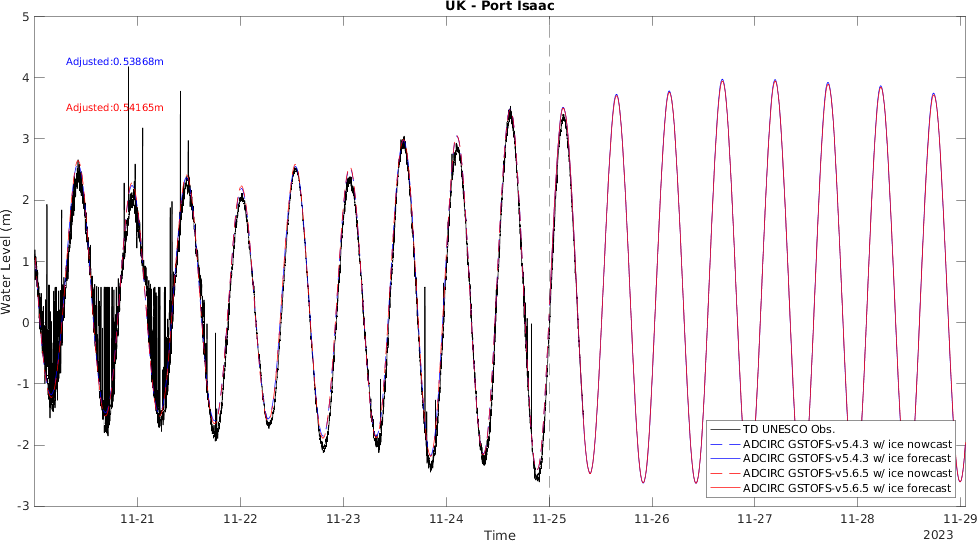 UK - Port Isaac
5
4
3
2
1
0
-1
-2
-3
Water Level (m)
Adjusted:0.53868m
Adjusted:0.54165m
TD UNESCO Obs.
ADCIRC GSTOFS-v5.4.3 w/ ice nowcast
ADCIRC GSTOFS-v5.4.3 w/ ice forecast
ADCIRC GSTOFS-v5.6.5 w/ ice nowcast
ADCIRC GSTOFS-v5.6.5 w/ ice forecast
11-21 11-22 11-23 11-24 11-25 11-26 11-27 11-28 11-29
Time
2023